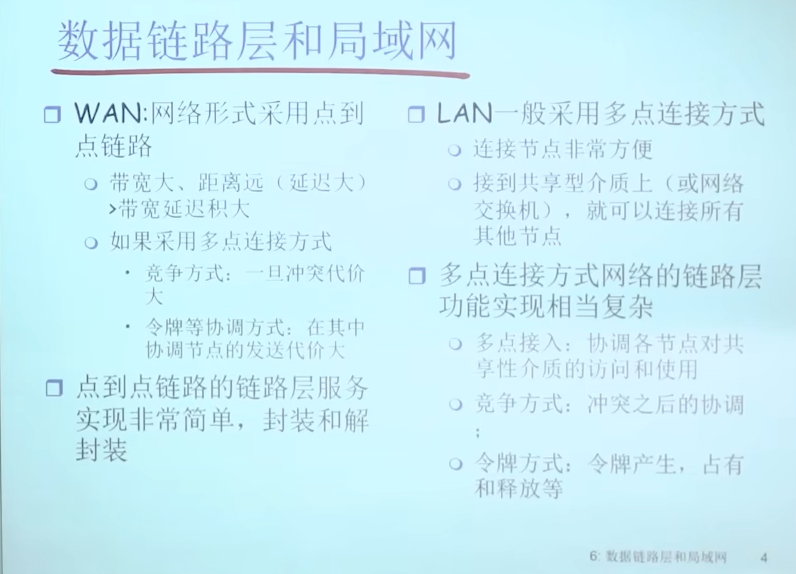 数据链路层和局域网
WAN:网络形式采用点到
点链路
带宽大、距离远（延迟大）
>带宽延迟积大
如果采用多点连接方式
竞争方式：一旦冲突代价
大
令牌等协调方式：在其中
协调节点的发送代价大
点到点链路的链路层服务
实现非常简单，封装和解
封装
LAN一般采用多点连接方式
连接节点非常方便
接到共享型介质上（或网络
交换机），就可以连接所有
其他节点
多点连接方式网络的链路层
功能实现相当复杂
多点接入：协调各节点对共
享性介质的访问和使用
竞争方式：冲突之后的协调
；
令牌方式：令牌产生，占有
和释放等
6: 数据链路层和局域网 4